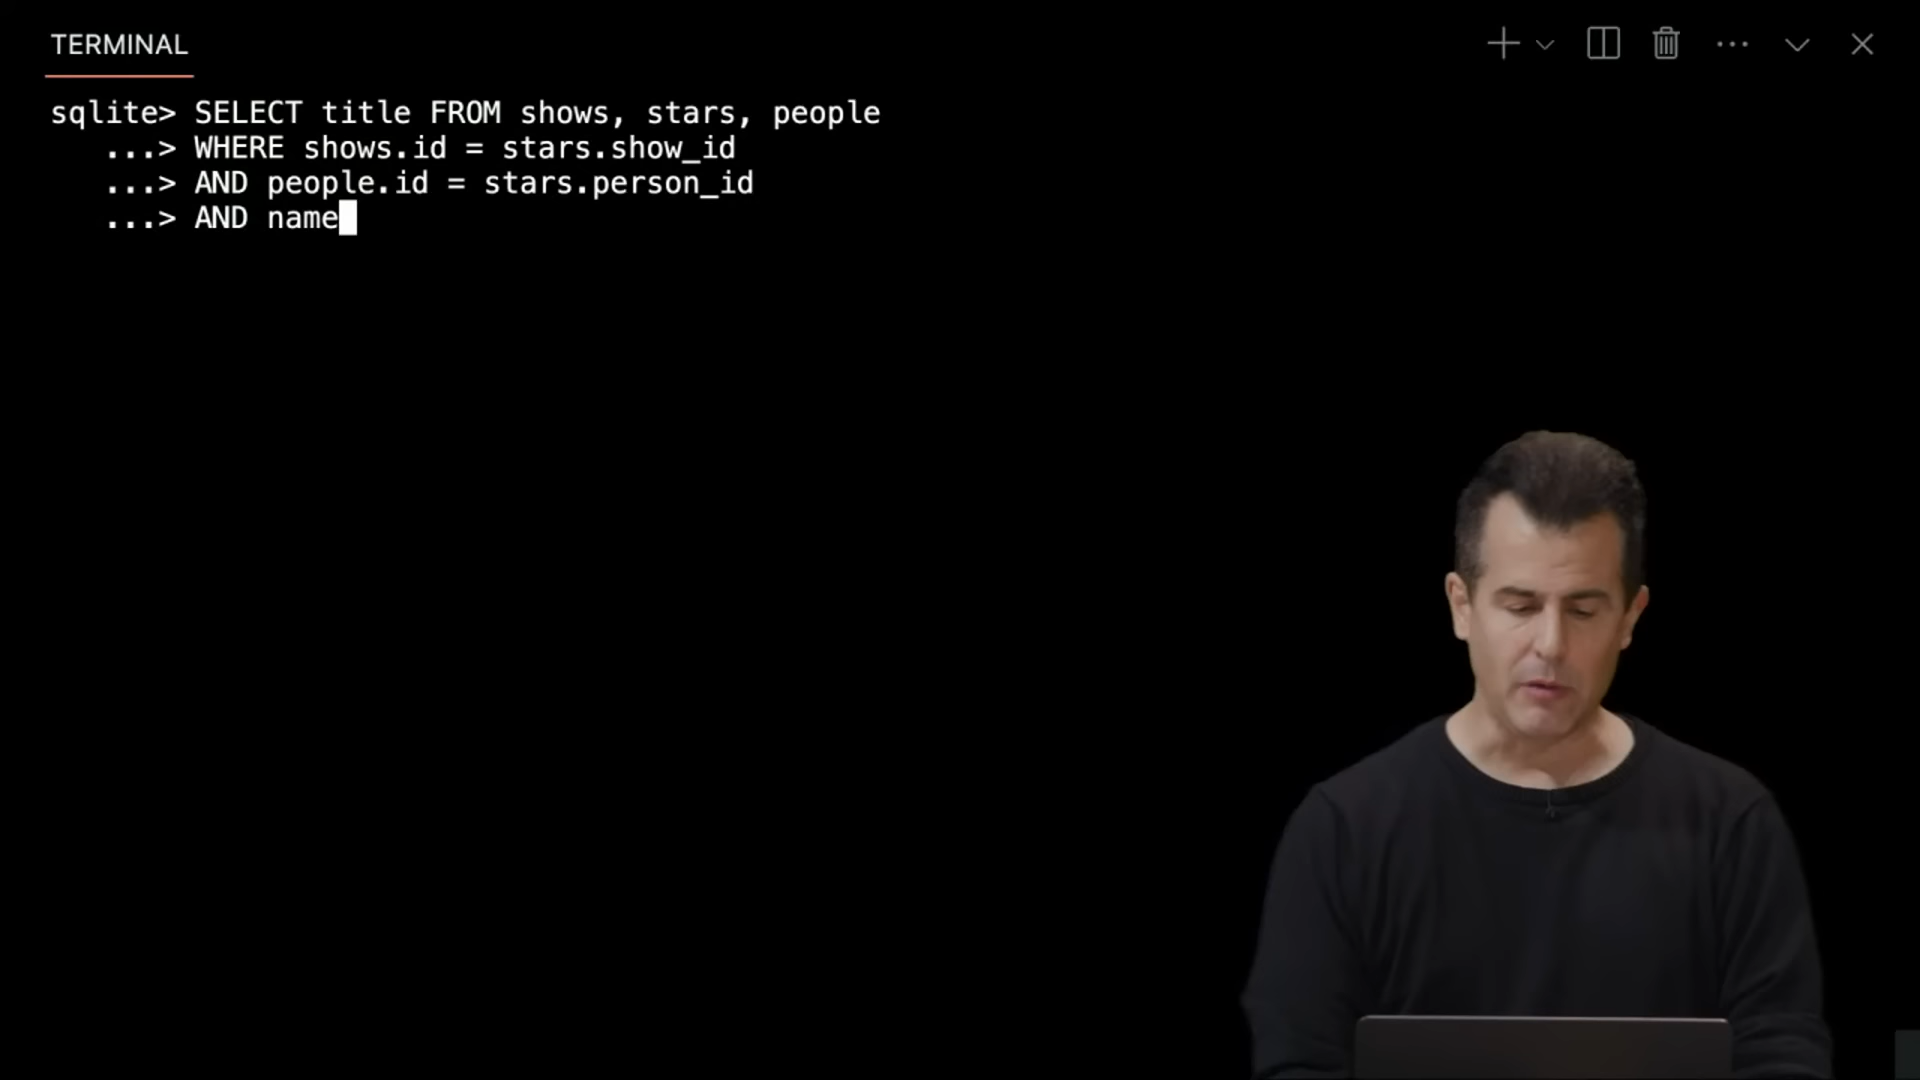 TERMINAL
sqlite> SELECT title FROM shows, stars, people
...> WHERE shows.id = stars.show_id
...> AND people.id = stars.person_id
...> AND name